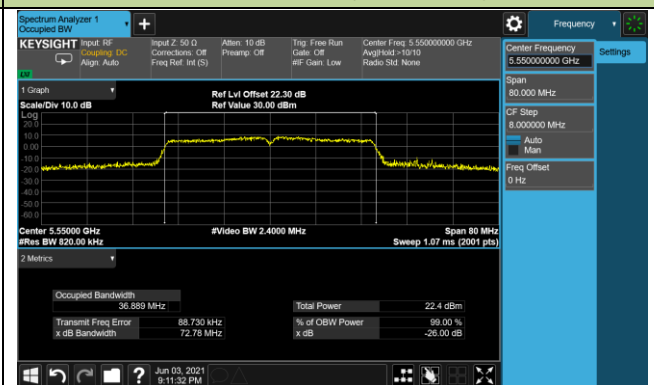 Spectrum Analyzer 1
Occupied BW
Frequency
KEYSIGHT
Input: RF
Coupling: DC
Align: Auto
Input Z: 50 Ω
Corrections: Off
Freq Ref: Int (S)
Atten: 10 dB
Preamp: Off
Trig: Free Run
Gate: Off
#IF Gain: Low
Center Freq: 5.550000000 GHz
Avg|Hold:>10/10
Radio Std: None
Center Frequency
5.550000000 GHz
Settings
Span
80.000 MHz
CF Step
8.000000 MHz
Auto
Man
Freq Offset
0 Hz
1 Graph
Scale/Div 10.0 dB
Ref Lvl Offset 22.30 dB
Ref Value 30.00 dBm
Log
20.0
10.0
0.00
-10.0
-20.0
-30.0
-40.0
-50.0
-60.0
Center 5.55000 GHz
#Res BW 820.00 kHz
#Video BW 2.4000 MHz
Span 80 MHz
Sweep 1.07 ms (2001 pts)
2 Metrics
Occupied Bandwidth
36.889 MHz
Total Power 22.4 dBm
Transmit Freq Error 88.730 kHz
% of OBW Power 99.00 %
x dB Bandwidth 72.78 MHz
x dB -26.00 dB
Jun 03, 2021
9:11:32 PM